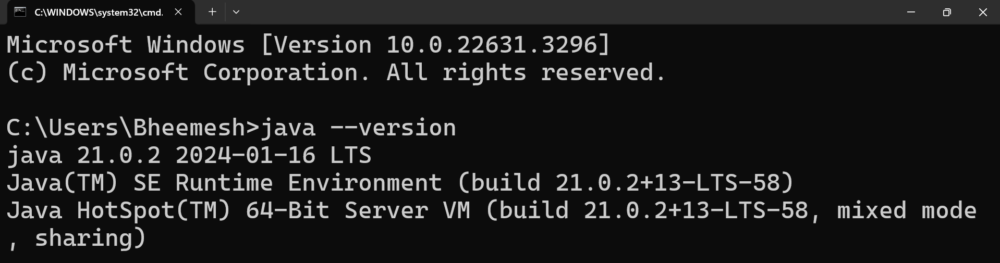 C:\WINDOWS\system32\cmd.
Microsoft Windows [Version 10.0.22631.3296]
(c) Microsoft Corporation. All rights reserved.
C:\Users\Bheemesh>java --version
java 21.0.2 2024-01-16 LTS
Java(TM) SE Runtime Environment (build 21.0.2+13-LTS-58)
Java HotSpot(TM) 64-Bit Server VM (build 21.0.2+13-LTS-58, mixed mode
, sharing)